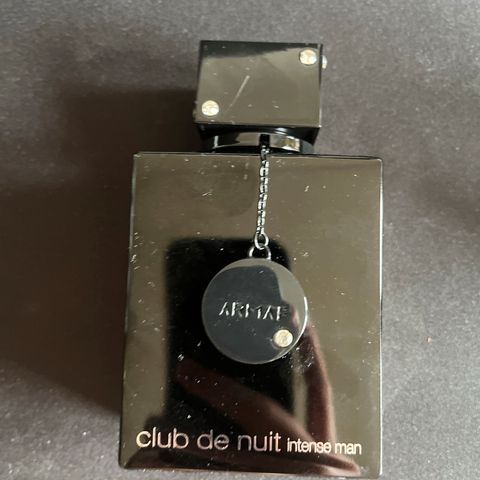 ARMAF
club de nuit intense man